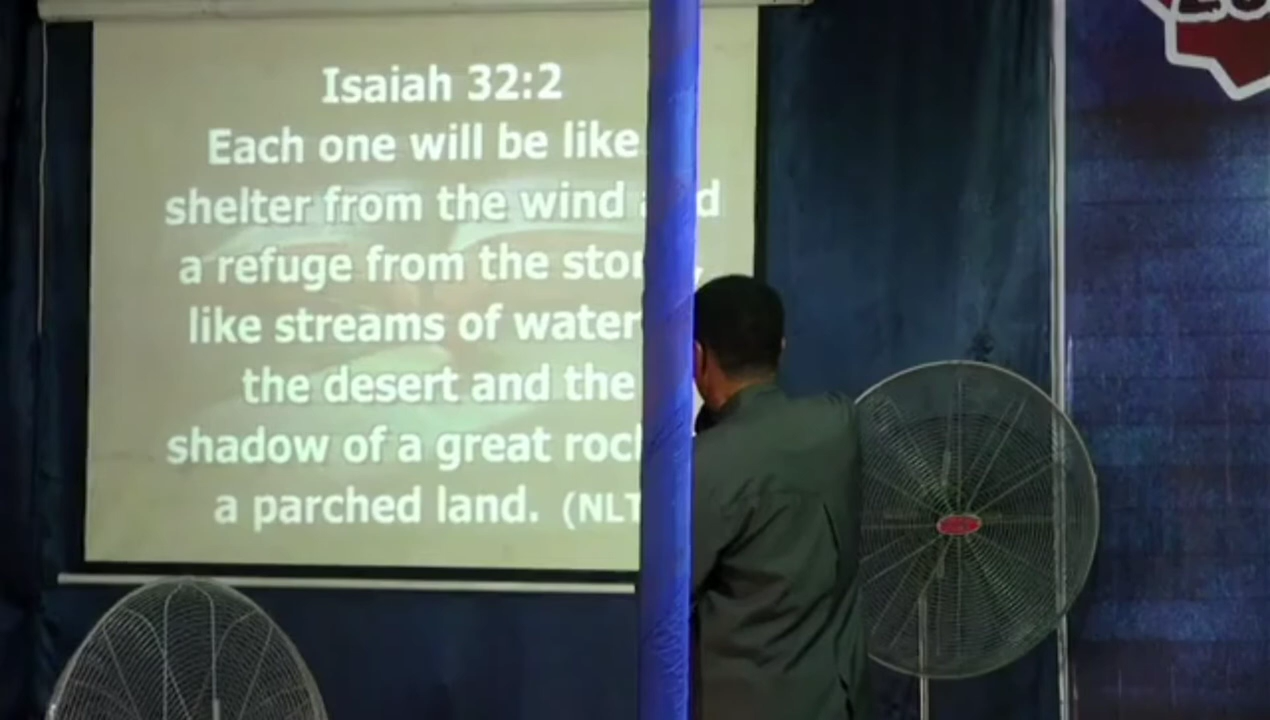 Isaiah 32:2
Each one will be like
shelter from the wind
a refuge from the
like streams of water
the desert and the
shadow of a great
a parched land. (NLT